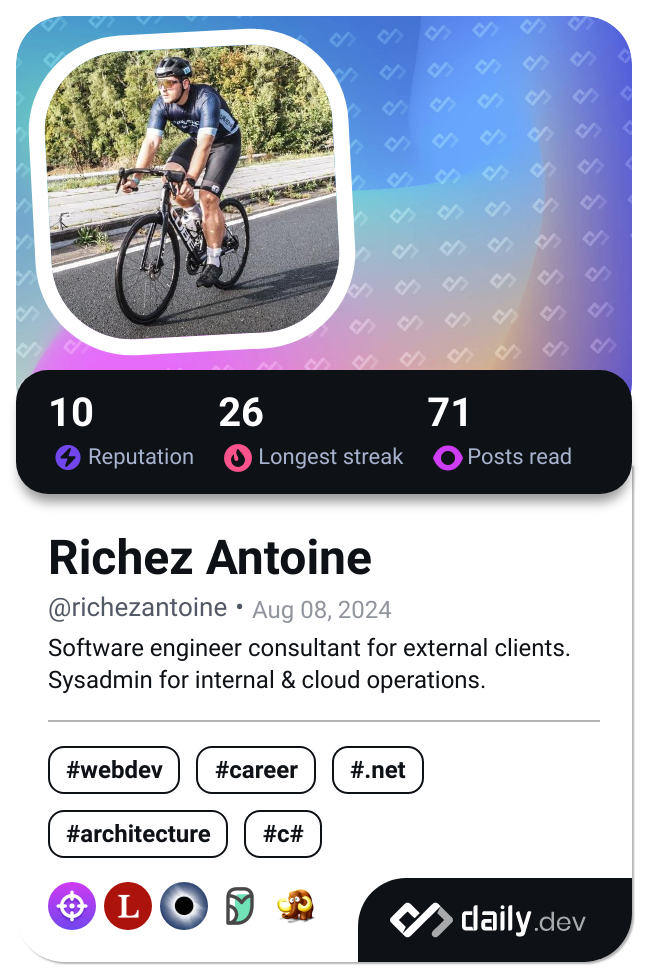 10 26 71
Reputation Longest streak Posts read
Richez Antoine
@richezantoine • Aug 08, 2024
Software engineer consultant for external clients.
Sysadmin for internal & cloud operations.
#webdev #career #.net
#architecture #c#
L
daily.dev